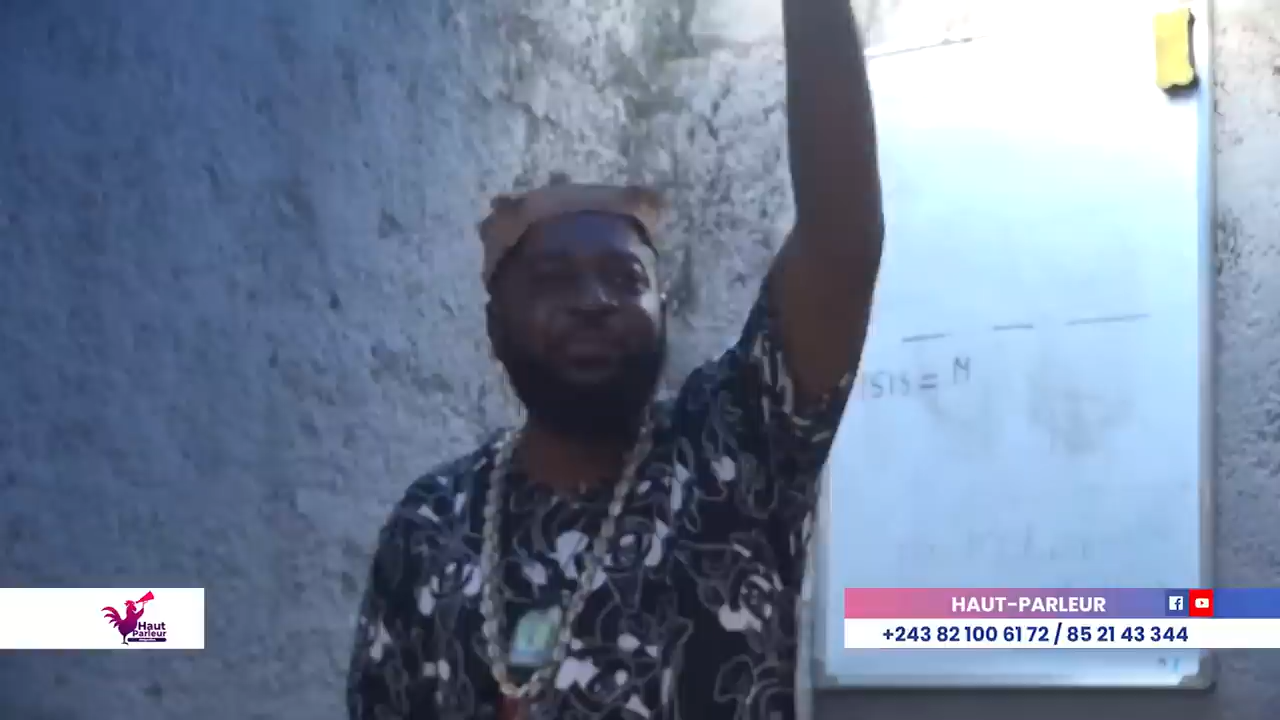 ISIS = N
Haut
Parleur
HAUT-PARLEUR
+243 82 100 61 72 / 85 21 43 344